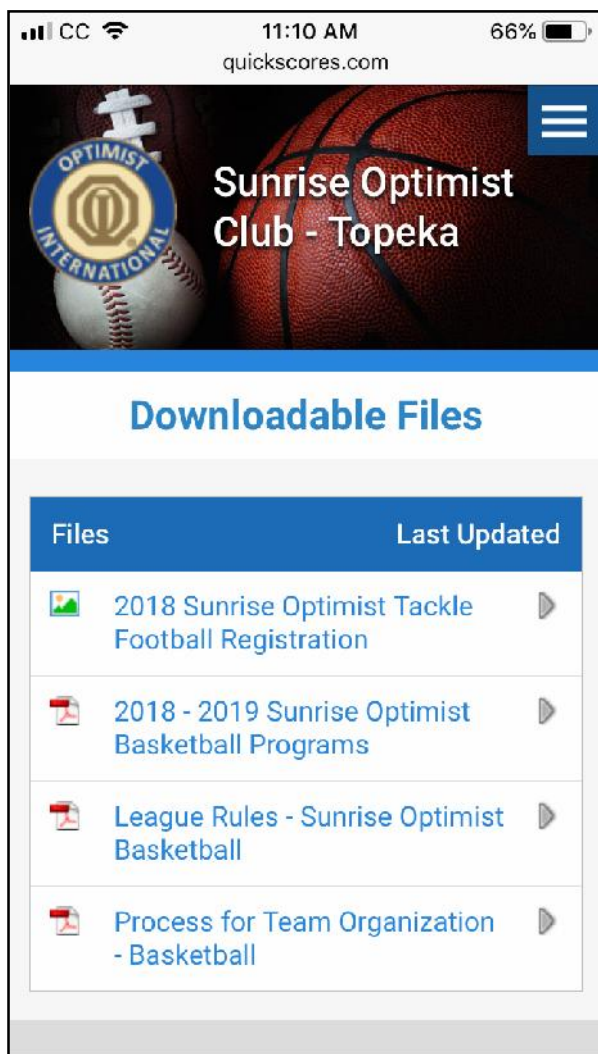 CC 11:10 AM 66%
quickscores.com
OPTIMIST
INTERNATIONAL
Sunrise Optimist
Club - Topeka
Downloadable Files
Files Last Updated
2018 Sunrise Optimist Tackle
Football Registration
2018 - 2019 Sunrise Optimist
Basketball Programs
League Rules - Sunrise Optimist
Basketball
Process for Team Organization
- Basketball